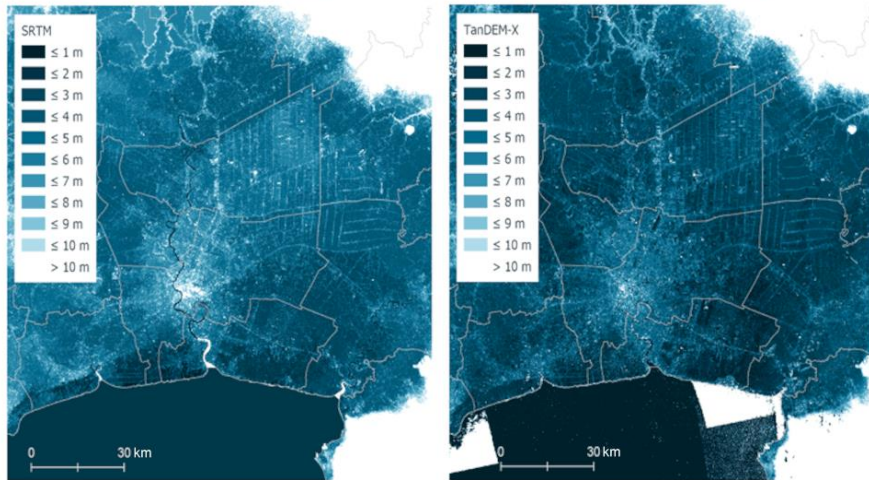 SRTM
≤ 1 m
≤ 2 m
≤ 3 m
≤ 4 m
≤ 5 m
≤ 6 m
≤ 7 m
≤ 8 m
≤ 9 m
≤ 10 m
> 10 m
0 30 km
TanDEM-X
≤ 1 m
≤ 2 m
≤ 3 m
≤ 4 m
≤ 5 m
≤ 6 m
≤ 7 m
≤ 8 m
≤ 9 m
≤ 10 m
> 10 m
0 30 km